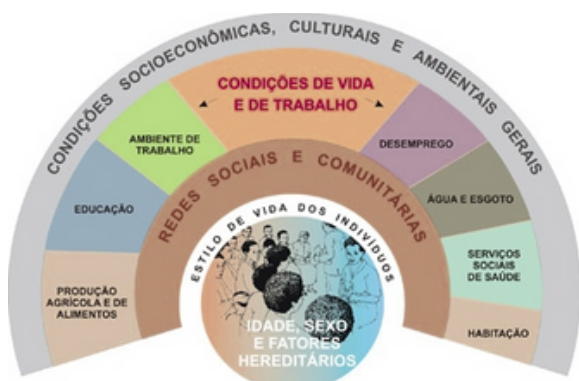 CONDIÇÕES SOCIOECONÔMICAS, CULTURAIS E AMBIENTAIS GERAIS
CONDIÇÕES DE VIDA
E DE TRABALHO
AMBIENTE DE
TRABALHO
DESEMPREGO
EDUCAÇÃO
ÁGUA E ESGOTO
PRODUÇÃO
AGRÍCOLA E DE
ALIMENTOS
SERVIÇOS
SOCIAIS
DE SAÚDE
HABITAÇÃO
REDES SOCIAIS E COMUNITÁRIAS
ESTILO DE VIDA DOS INDIVÍDUOS
IDADE, SEXO
E FATORES
HEREDITÁRIOS